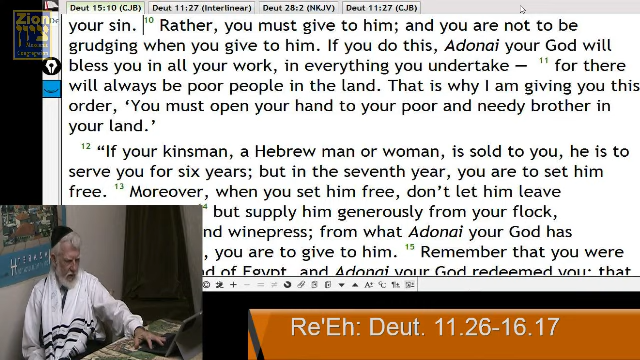 Zion
Messianic
Congregation
Deut 15:10 (CJB) Deut 11:27 (Interlinear) Deut 28:2 (NKJV) Deut 11:27 (CJB)
your sin. 10 Rather, you must give to him; and you are not to be
grudging when you give to him. If you do this, Adonai your God will
bless you in all your work, in everything you undertake — 11 for there
will always be poor people in the land. That is why I am giving you this
order, ‘You must open your hand to your poor and needy brother in
your land.’
12 “If your kinsman, a Hebrew man or woman, is sold to you, he is to
serve you for six years; but in the seventh year, you are to set him
free. 13 Moreover, when you set him free, don’t let him leave
14 but supply him generously from your flock,
nd winepress; from what Adonai your God has
, you are to give to him. 15 Remember that you were
d of Egypt, and Adonai your God redeemed you; that
Re'Eh: Deut. 11.26-16.17